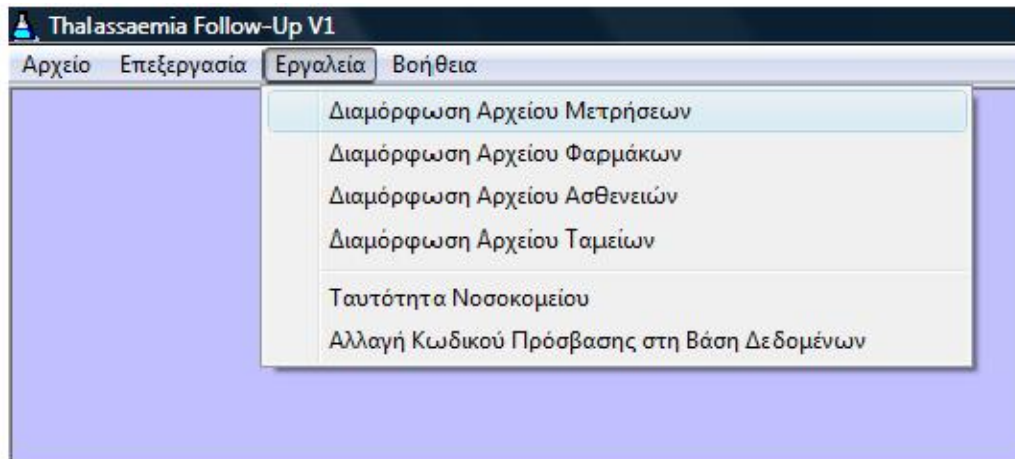 Thalassaemia Follow-Up V1
Αρχείο Επεξεργασία Εργαλεία Βοήθεια
Διαμόρφωση Αρχείου Μετρήσεων
Διαμόρφωση Αρχείου Φαρμάκων
Διαμόρφωση Αρχείου Ασθενειών
Διαμόρφωση Αρχείου Ταμείων
Ταυτότητα Νοσοκομείου
Αλλαγή Κωδικού Πρόσβασης στη Βάση Δεδομένων